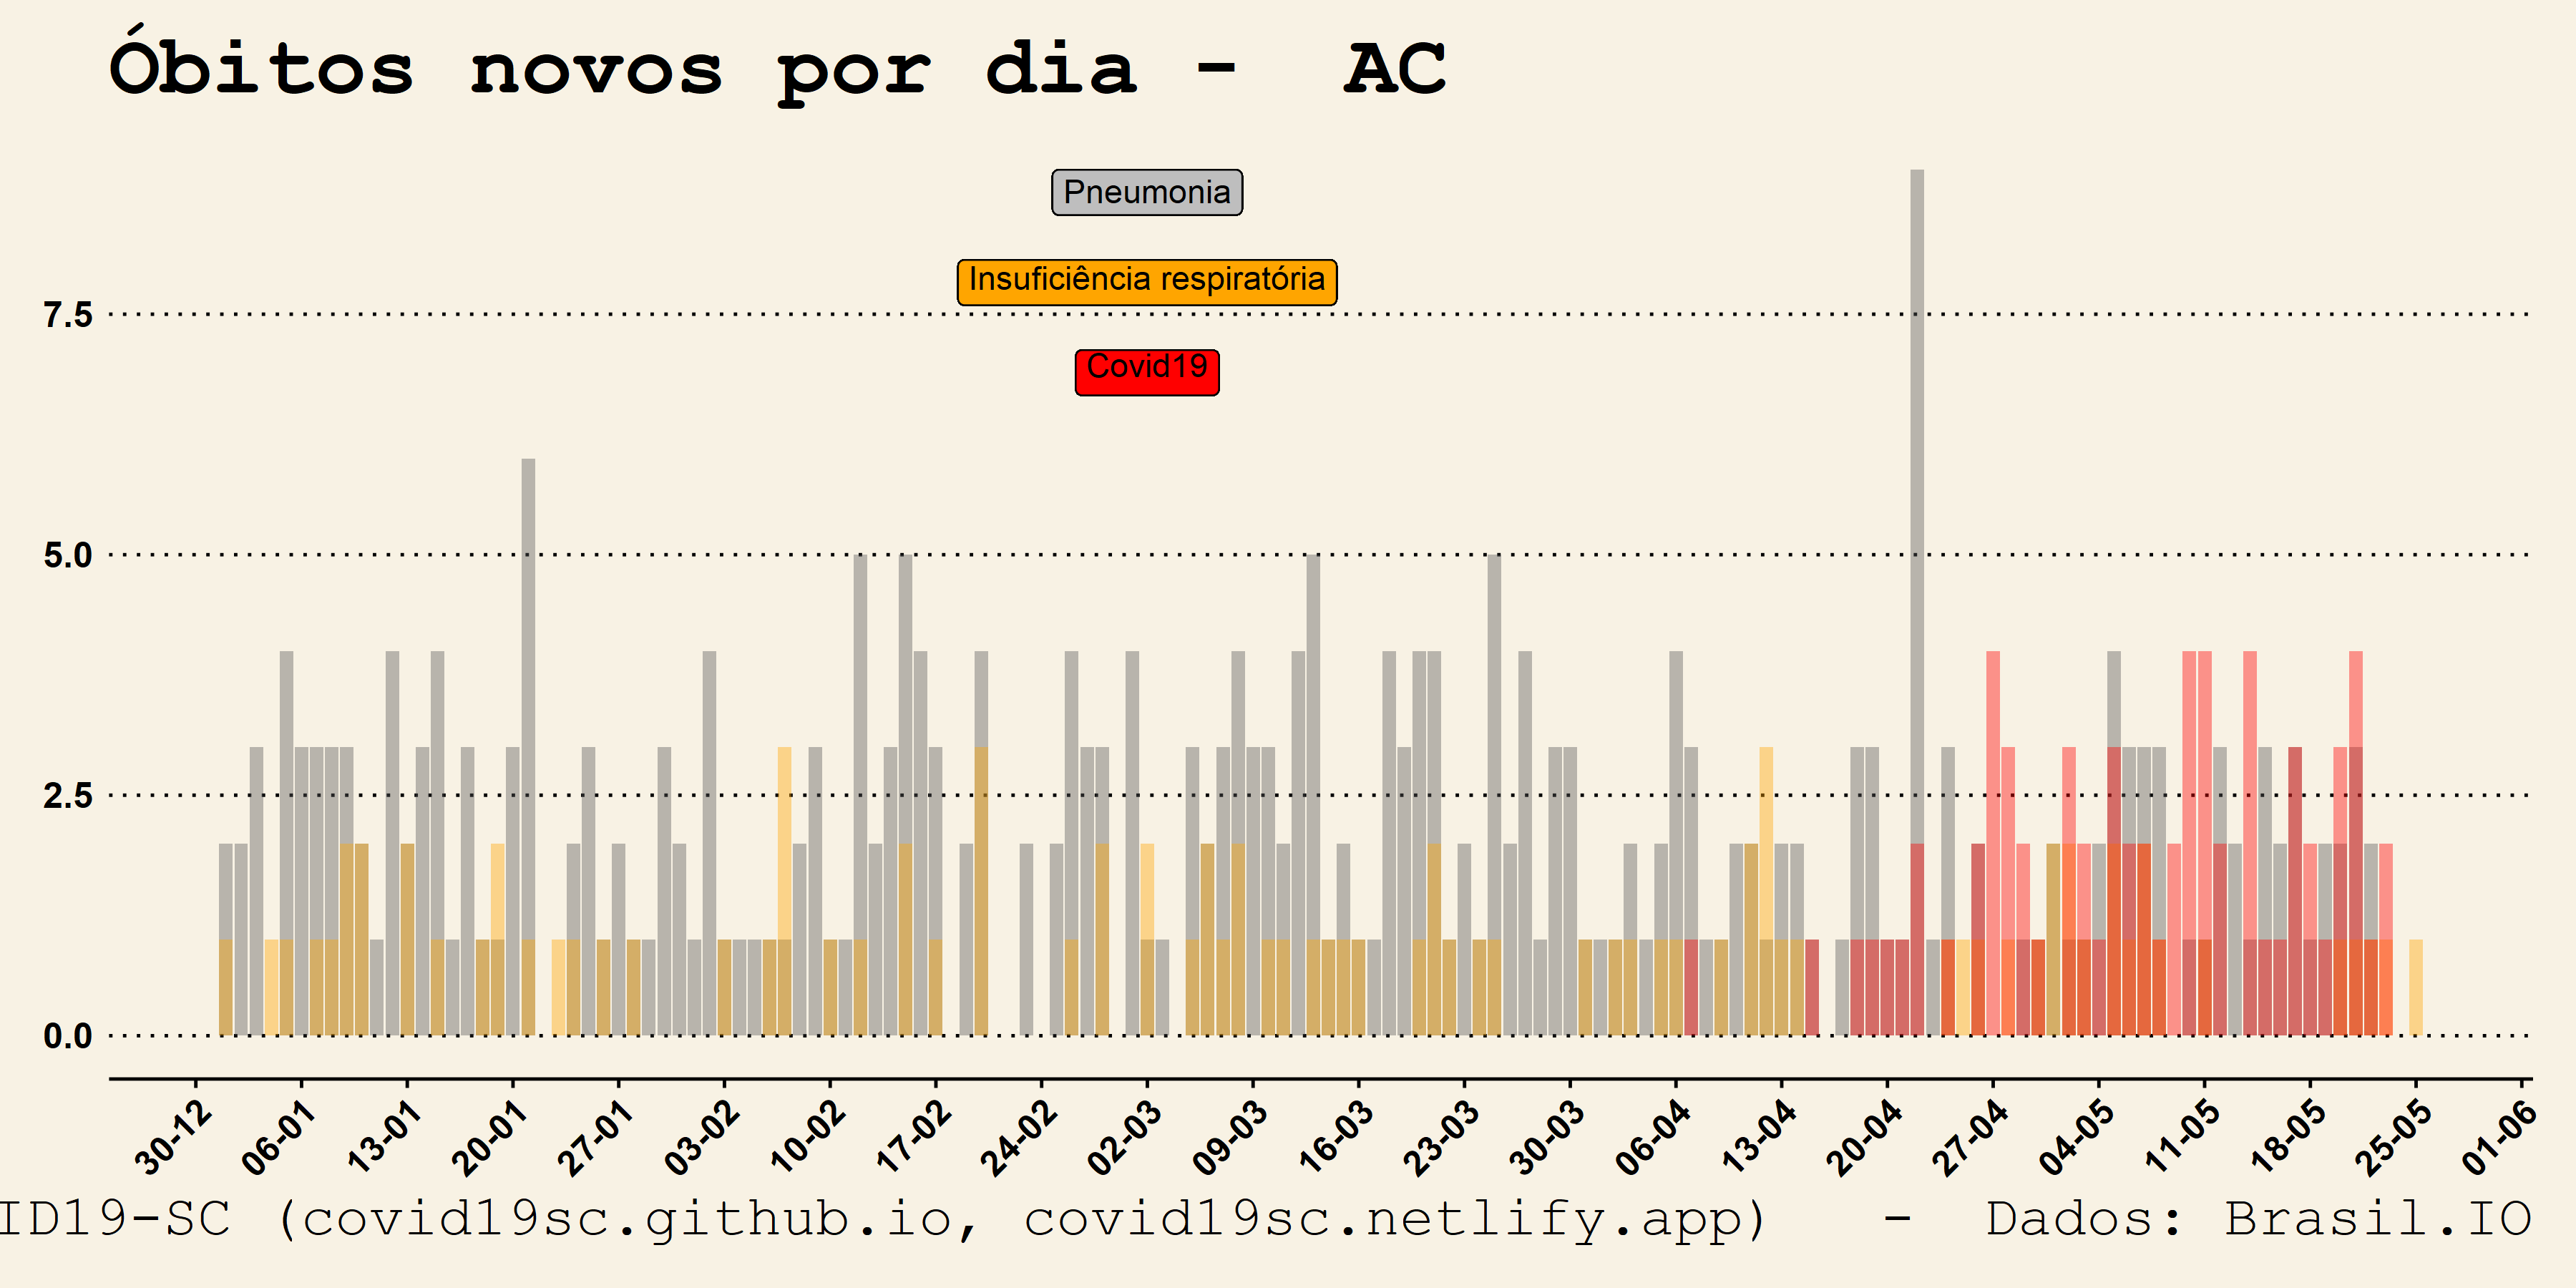 Óbitos novos por dia - AC
Pneumonia
Insuficiência respiratória
Covid19
7.5
5.0
2.5
0.0
30-12 06-01 13-01 20-01 27-01 03-02 10-02 17-02 24-02 02-03 09-03 16-03 23-03 30-03 06-04 13-04 20-04 27-04 04-05 11-05 18-05 25-05 01-06
ID19-SC (covid19sc.github.io, covid19sc.netlify.app) - Dados: Brasil.IO